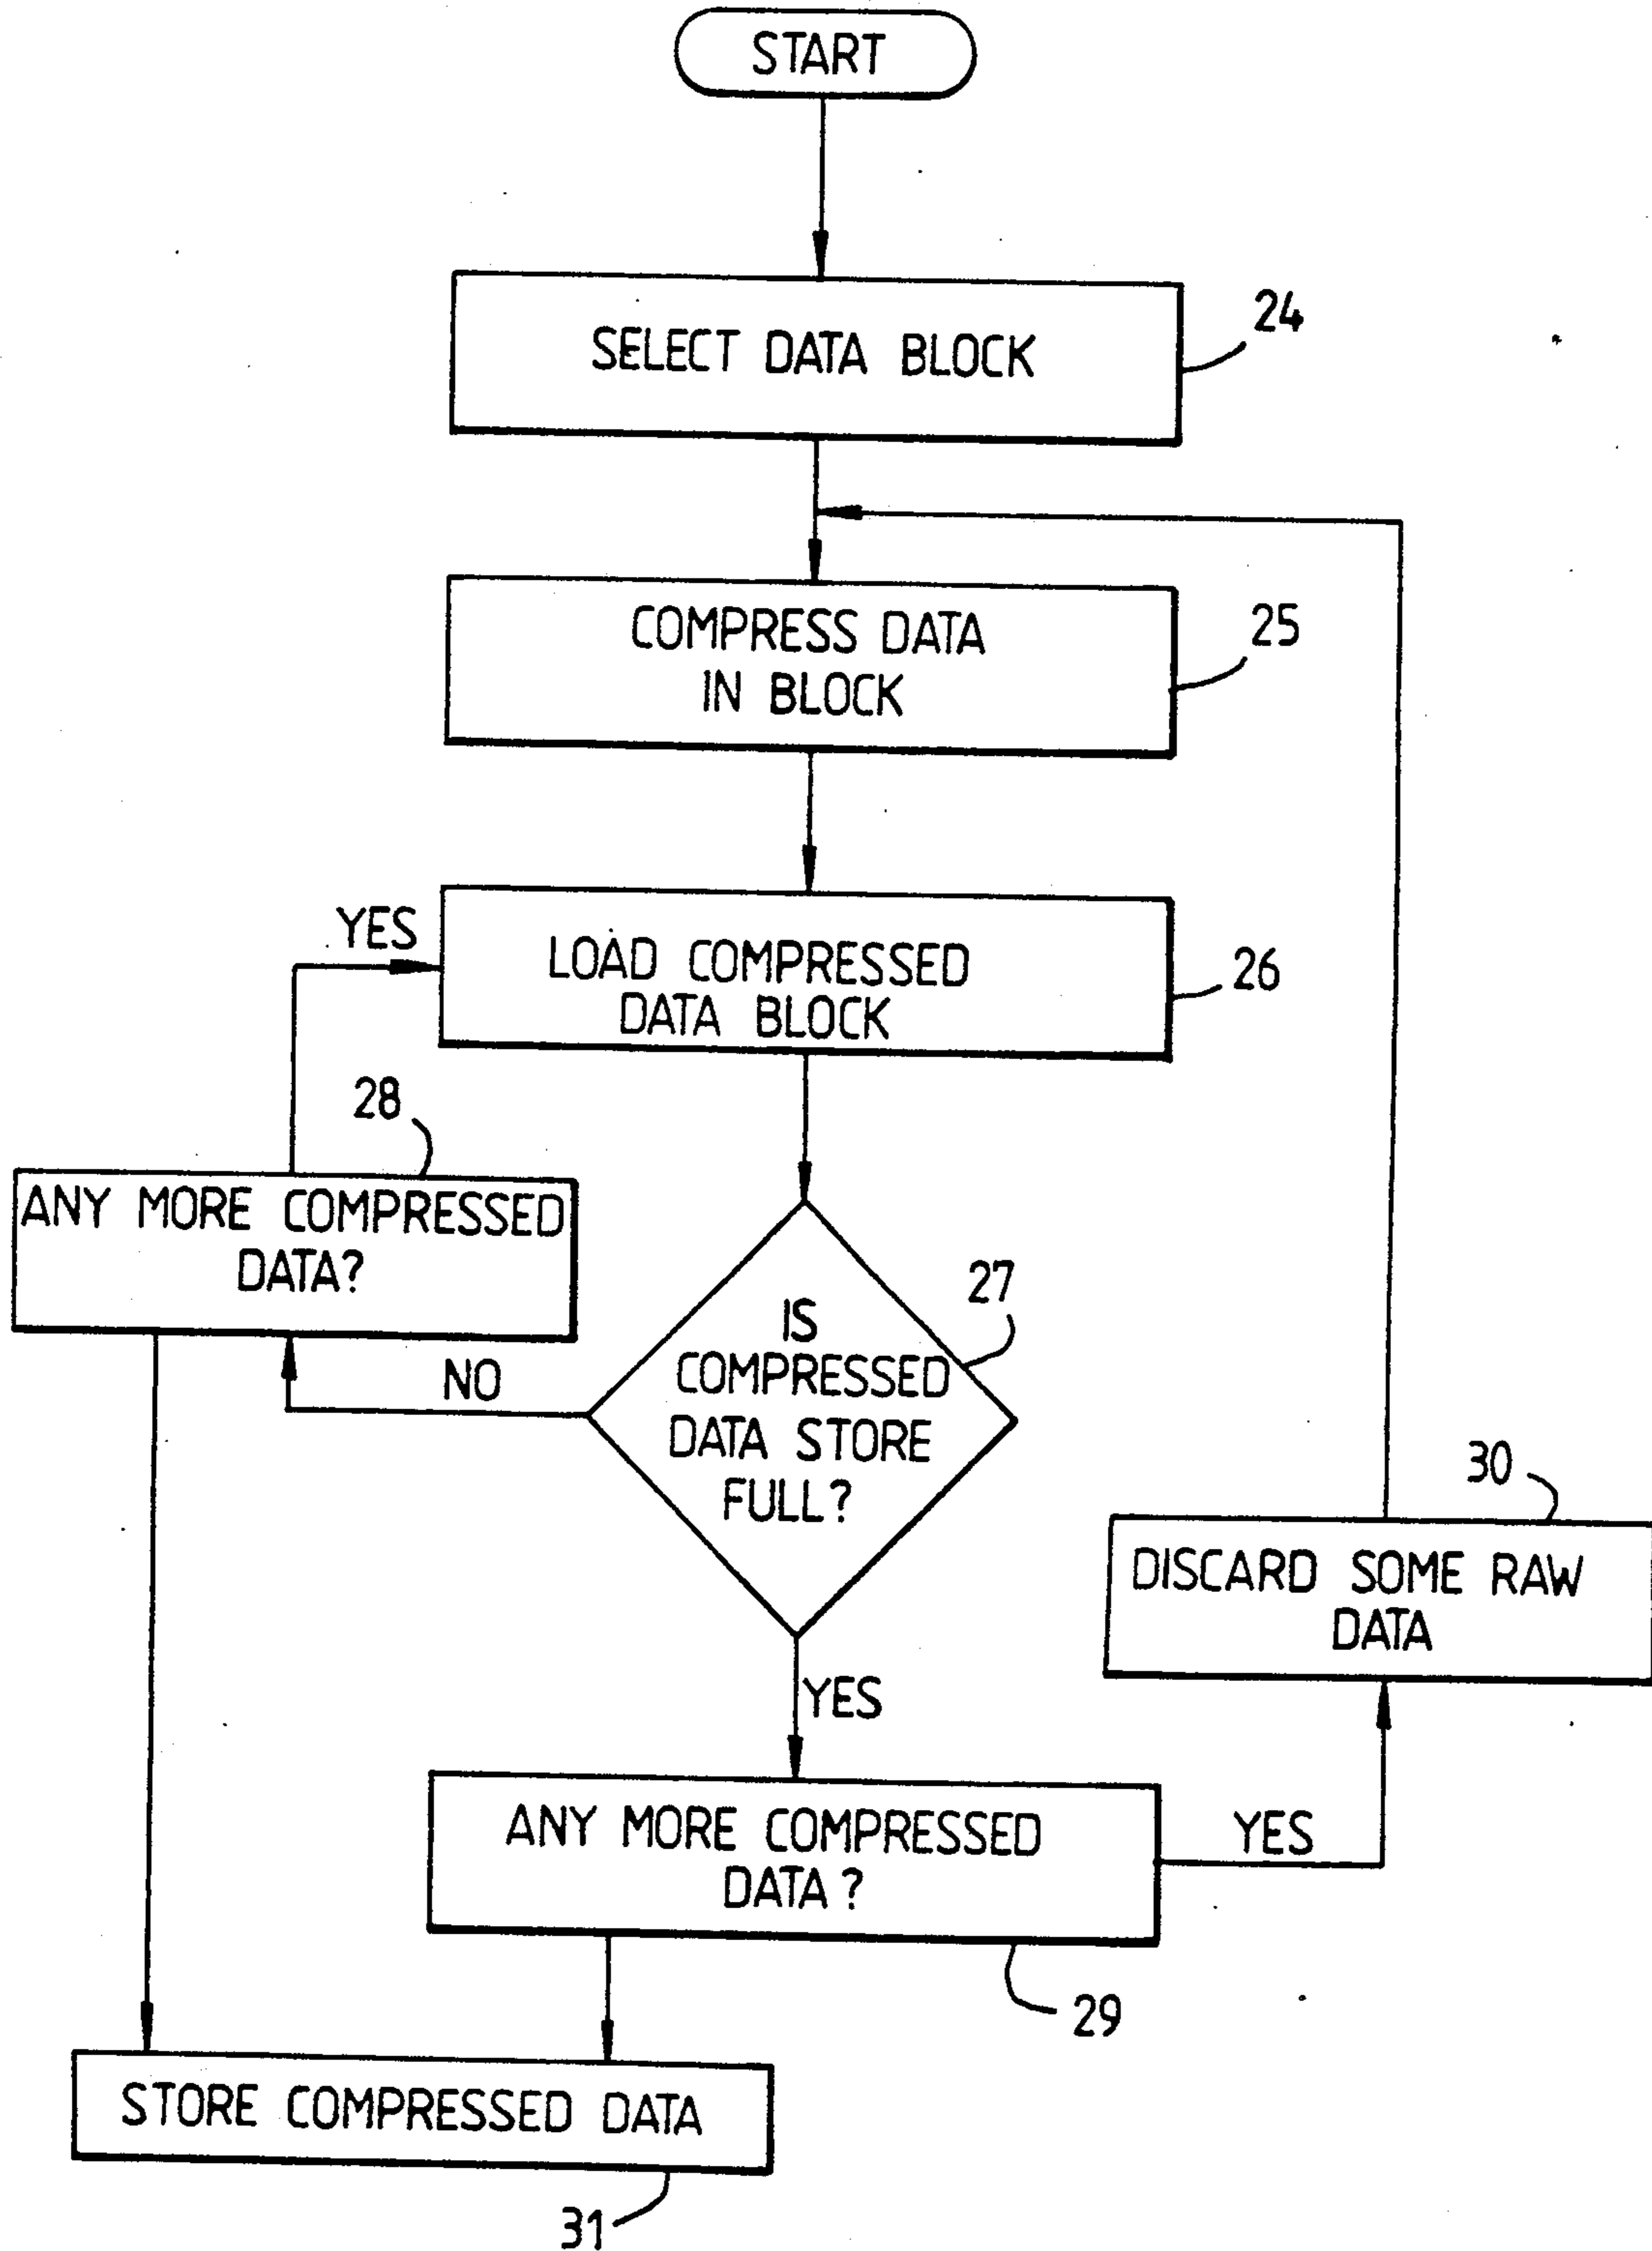 START
SELECT DATA BLOCK
24
COMPRESS DATA
IN BLOCK
25
YES
LOAD COMPRESSED
DATA BLOCK
26
28
ANY MORE COMPRESSED
DATA?
NO
IS
COMPRESSED
DATA STORE
FULL?
27
30
DISCARD SOME RAW
DATA
YES
ANY MORE COMPRESSED
DATA?
YES
29
STORE COMPRESSED DATA
31